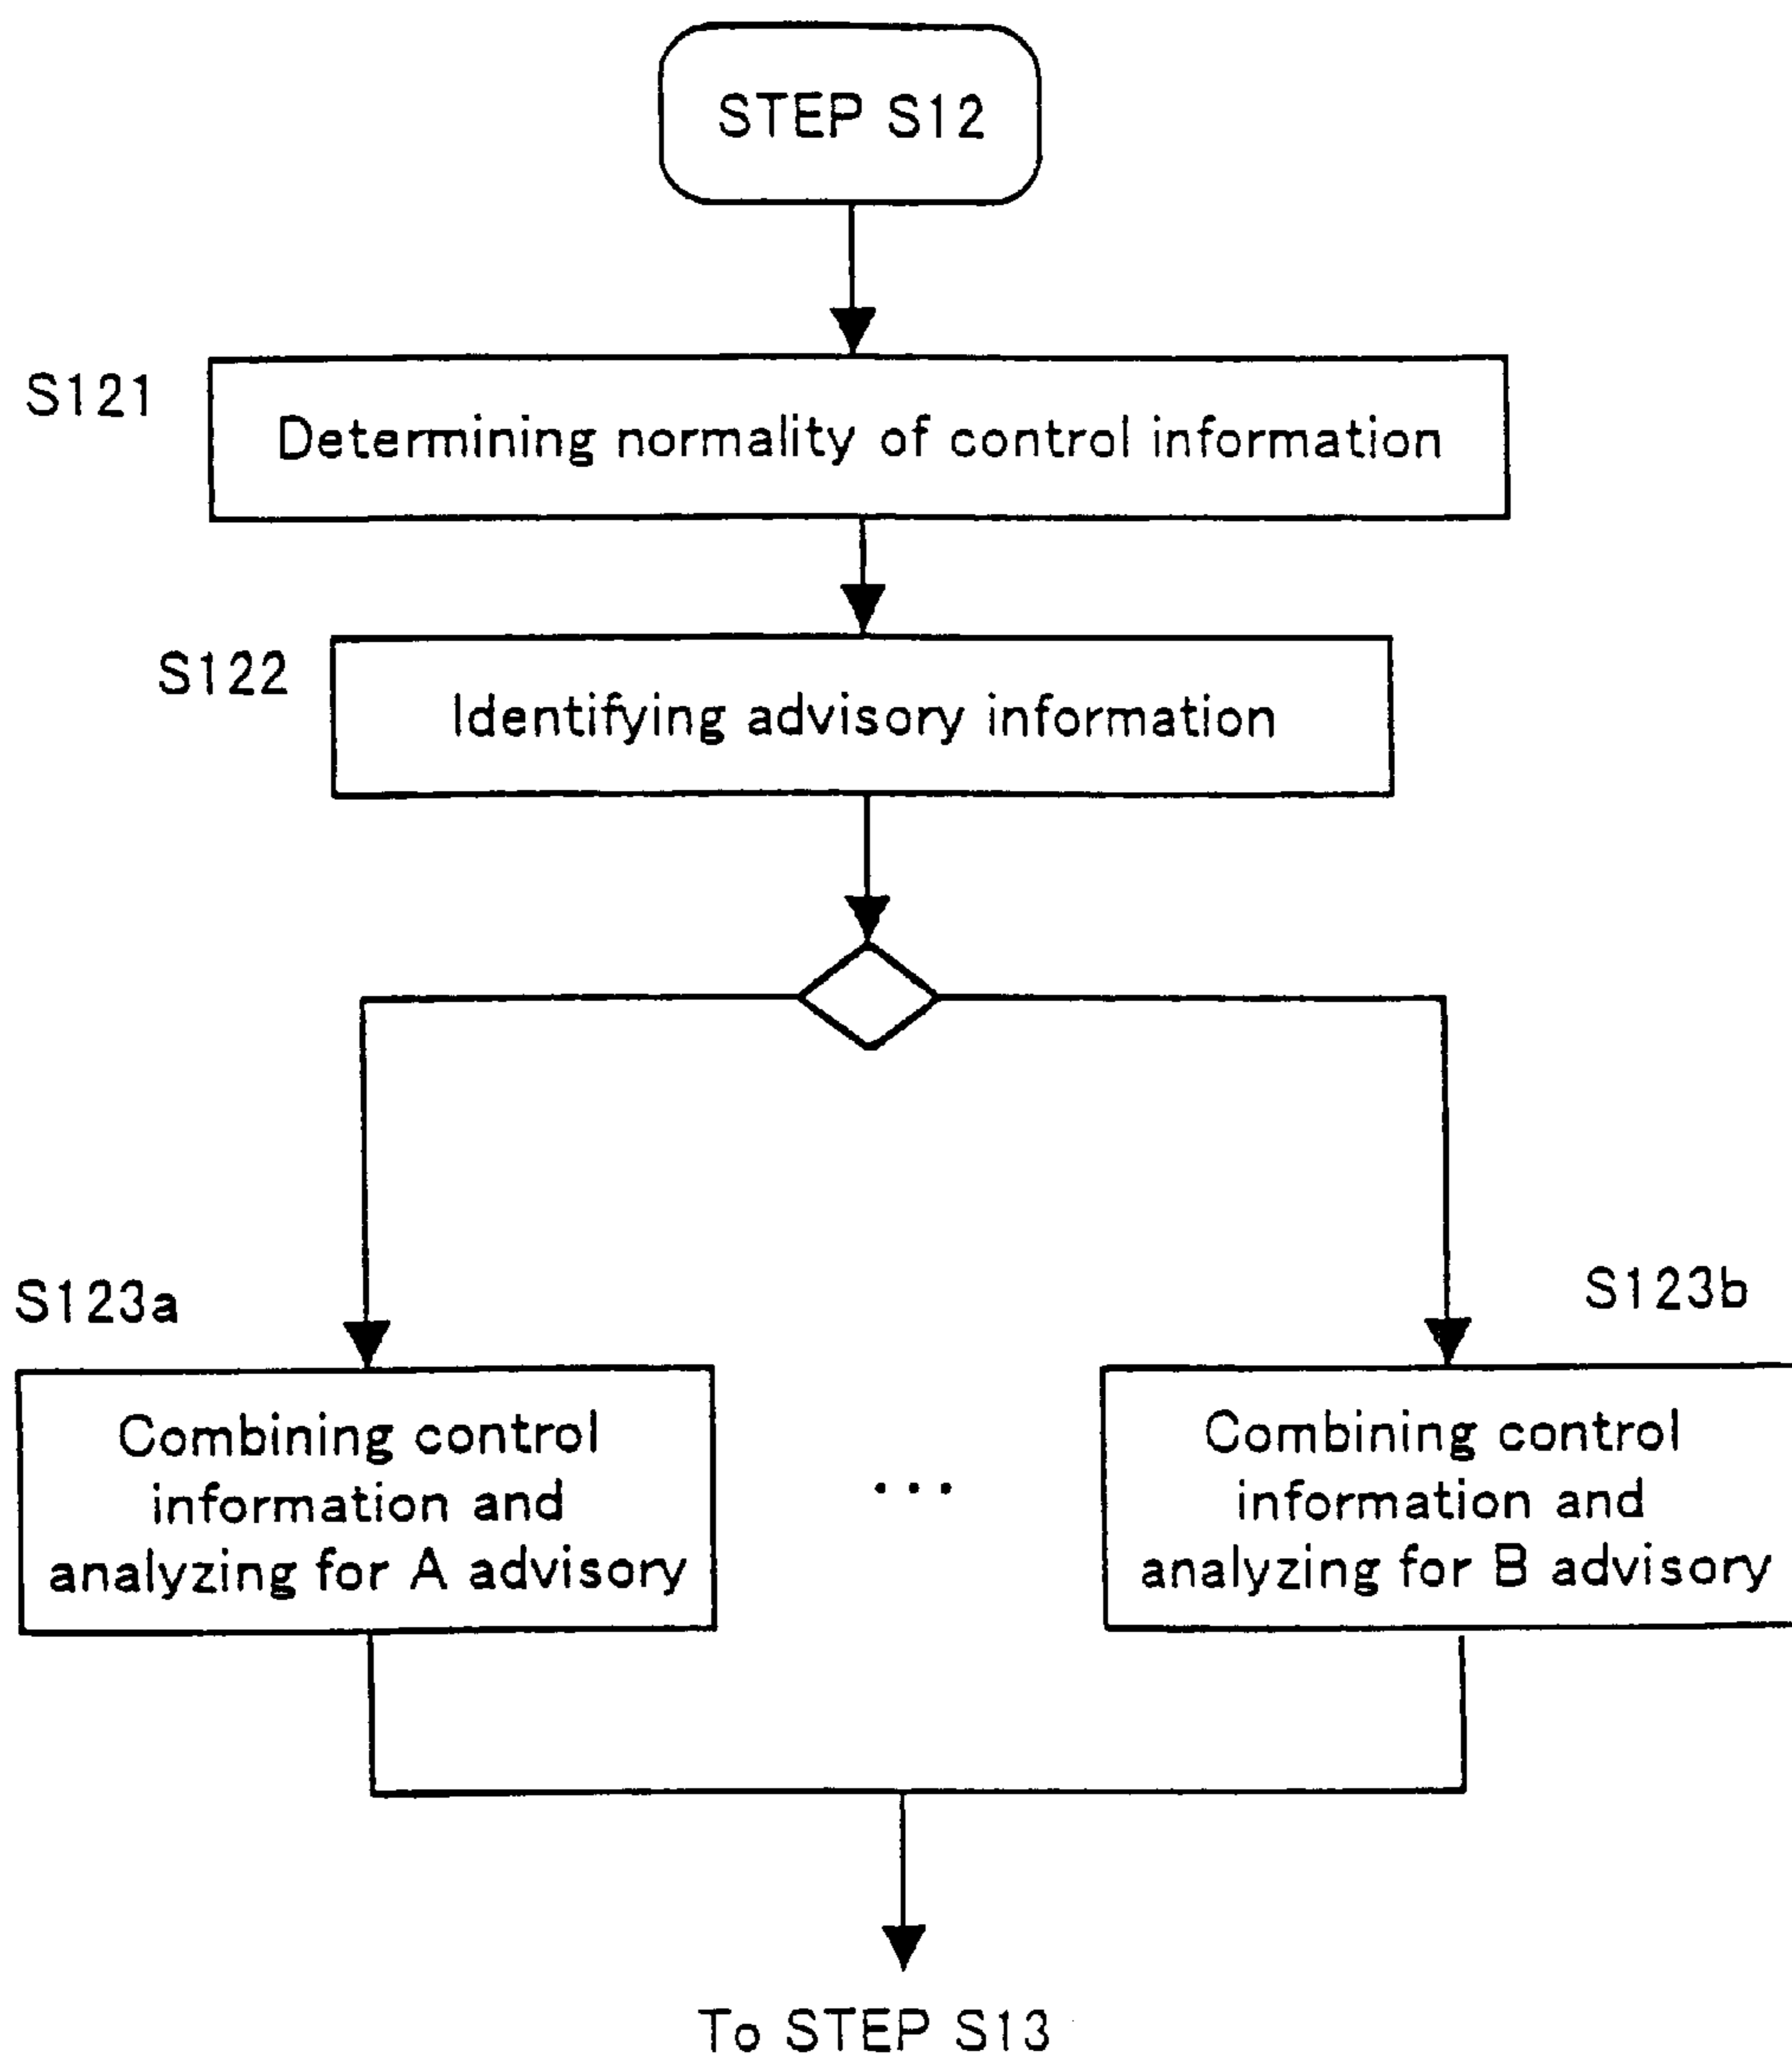 STEP S12
S121
Determining normality of control information
S122
Identifying advisory information
S123a
S123b
Combining control
information and
analyzing for A advisory
...
Combining control
information and
analyzing for B advisory
To STEP S13